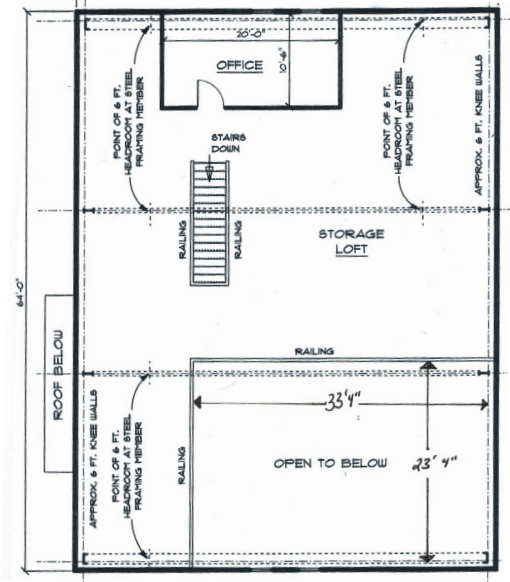 20'-0"
OFFICE
10'-6"
POINT OF 6 FT.
HEADROOM AT STEEL
FRAMING MEMBER
POINT OF 6 FT.
HEADROOM AT STEEL
FRAMING MEMBER
APPROX. 6 FT. KNEE WALLS
STAIRS
DOWN
RAILING
RAILING
STORAGE
LOFT
64'-0"
ROOF BELOW
RAILING
APPROX. 6 FT. KNEE WALLS
POINT OF 6 FT.
HEADROOM AT STEEL
FRAMING MEMBER
RAILING
33'4"
OPEN TO BELOW
23' 4"